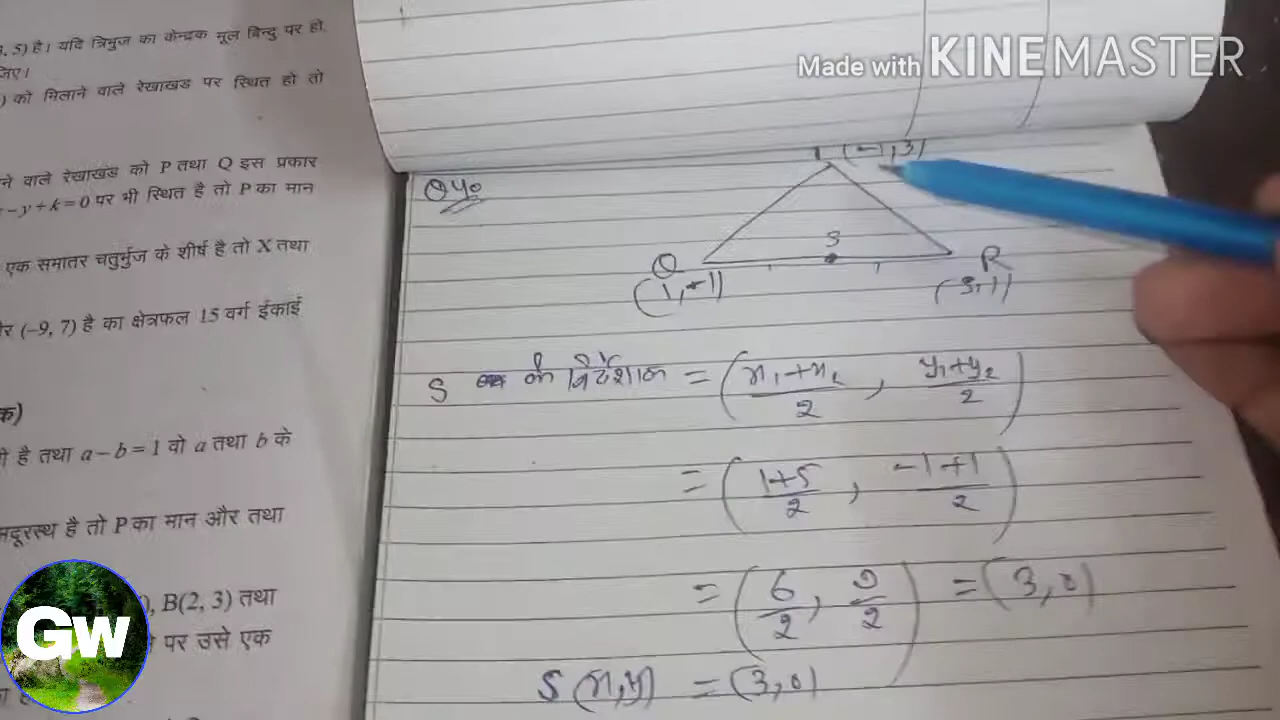 Made with KINEMASTER
, 5) है। यदि त्रिभुज का केन्द्रक मूल बिन्दु पर हो,
जिए।
) को मिलाने वाले रेखाखंड पर स्थित हो तो
ने वाले रेखाखंड को P तथा Q इस प्रकार
- y + k = 0 पर भी स्थित है तो P का मान
एक समातर चतुर्भुज के शीर्ष है तो X तथा
र (–9, 7) है का क्षेत्रफल 15 वर्ग ईकाई
क)
है तथा a – b = 1 वो a तथा b के
मदूरस्थ है तो P का मान और तथा
), B(2, 3) तथा
पर उसे एक
GW
(-1,3)
S
Q R
(1,-1) (5,1)
S के निर्देशांक = (x₁+x₂/2 , y₁+y₂/2)
= (1+5/2 , -1+1/2)
= (6/2 , 0/2) = (3,0)
S(x,y) = (3,0)